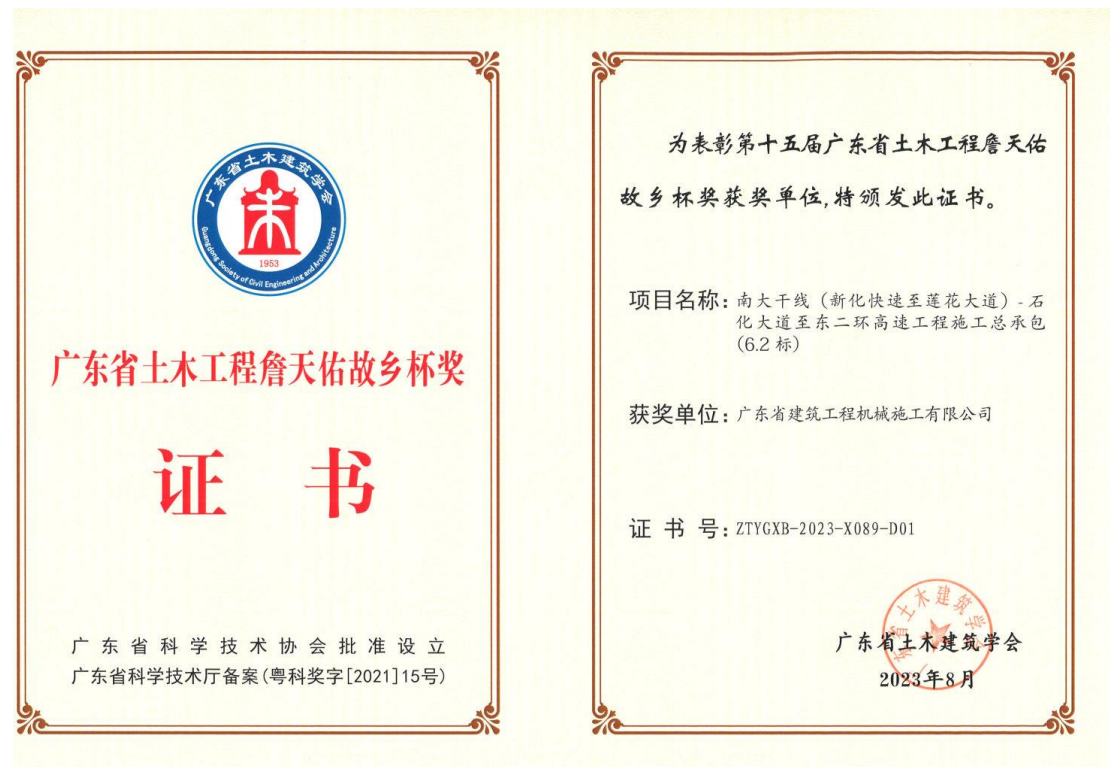 广东省土木建筑学会
1953
Guangdong Society of Civil Engineering and Architecture
广东省土木工程詹天佑故乡杯奖
证 书
广东省科学技术协会批准设立
广东省科学技术厅备案(粤科奖字[2021]15号)
为表彰第十五届广东省土木工程詹天佑
故乡杯奖获奖单位,特颁发此证书。
项目名称: 南大干线（新化快速至莲花大道）-石
化大道至东二环高速工程施工总承包
(6.2 标)
获奖单位: 广东省建筑工程机械施工有限公司
证 书 号: ZTYGXB-2023-X089-D01
广东省土木建筑学会
广东省土木建筑学会
2023年8月